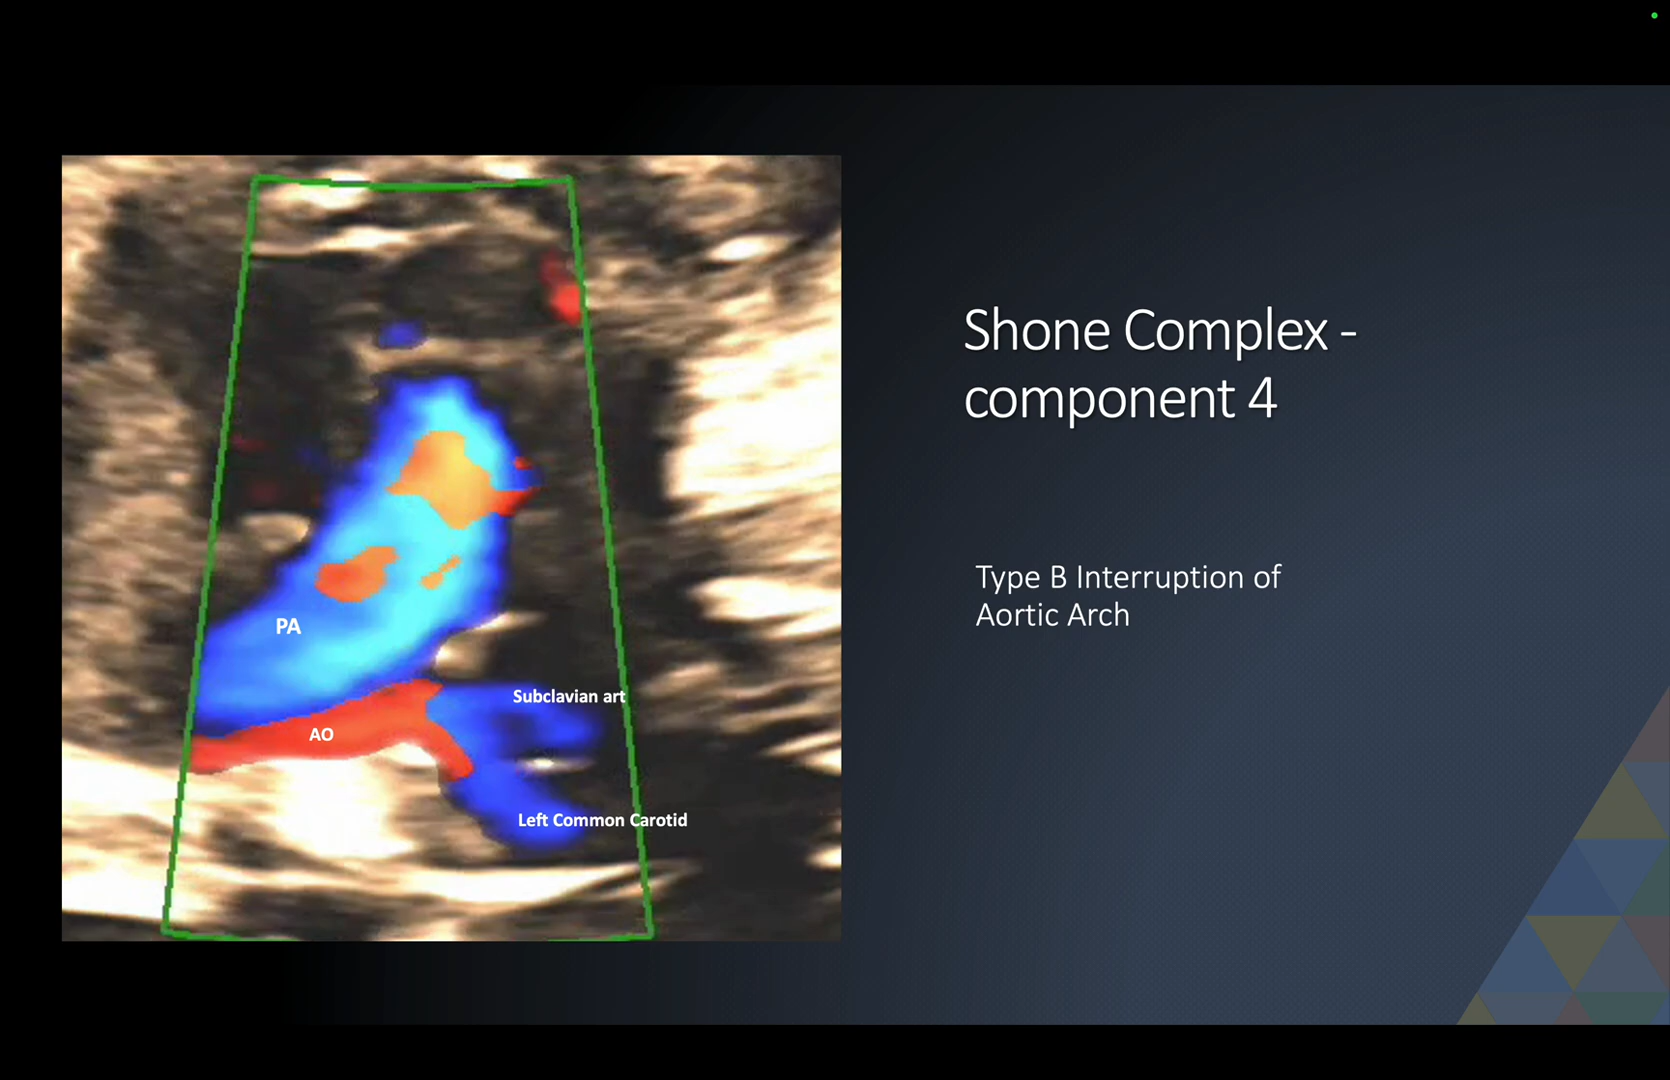 Shone Complex -
component 4
Type B Interruption of
Aortic Arch
PA
Subclavian art
AO
Left Common Carotid